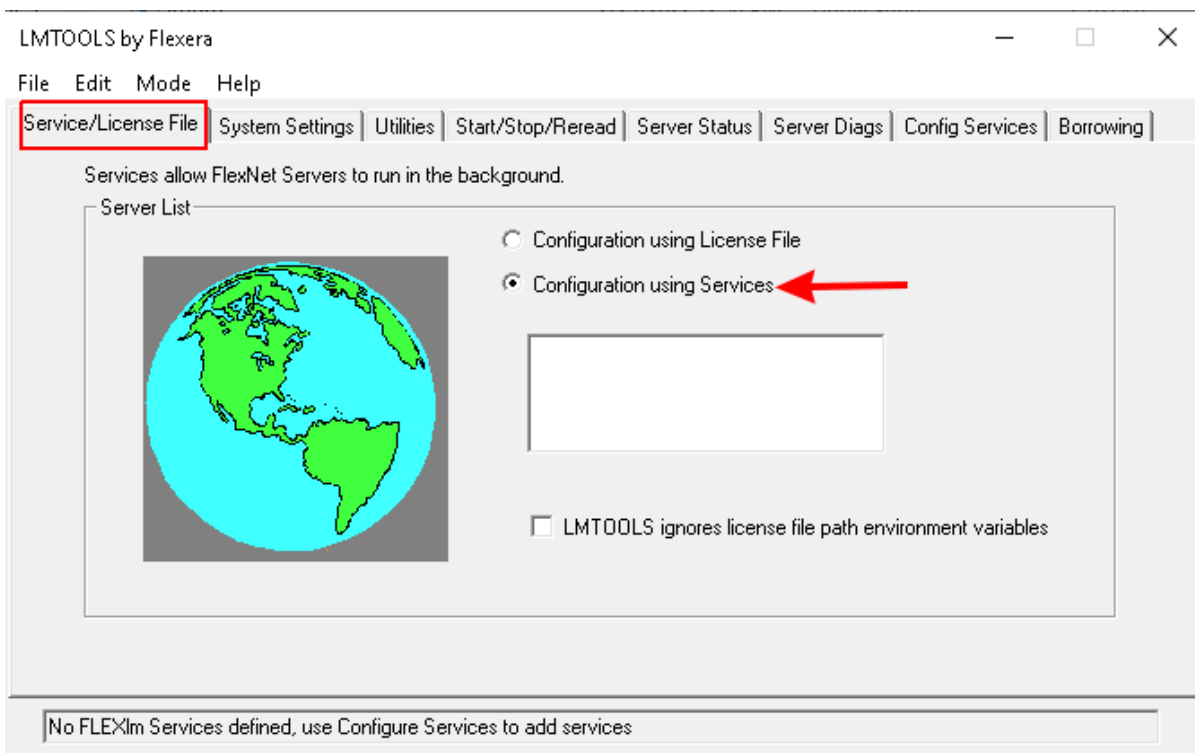 LMTOOLS by Flexera
File Edit Mode Help
Service/License File System Settings Utilities Start/Stop/Reread Server Status Server Diags Config Services Borrowing
Services allow FlexNet Servers to run in the background.
Server List
Configuration using License File
Configuration using Services
LMTOOLS ignores license file path environment variables
No FLEXlm Services defined, use Configure Services to add services